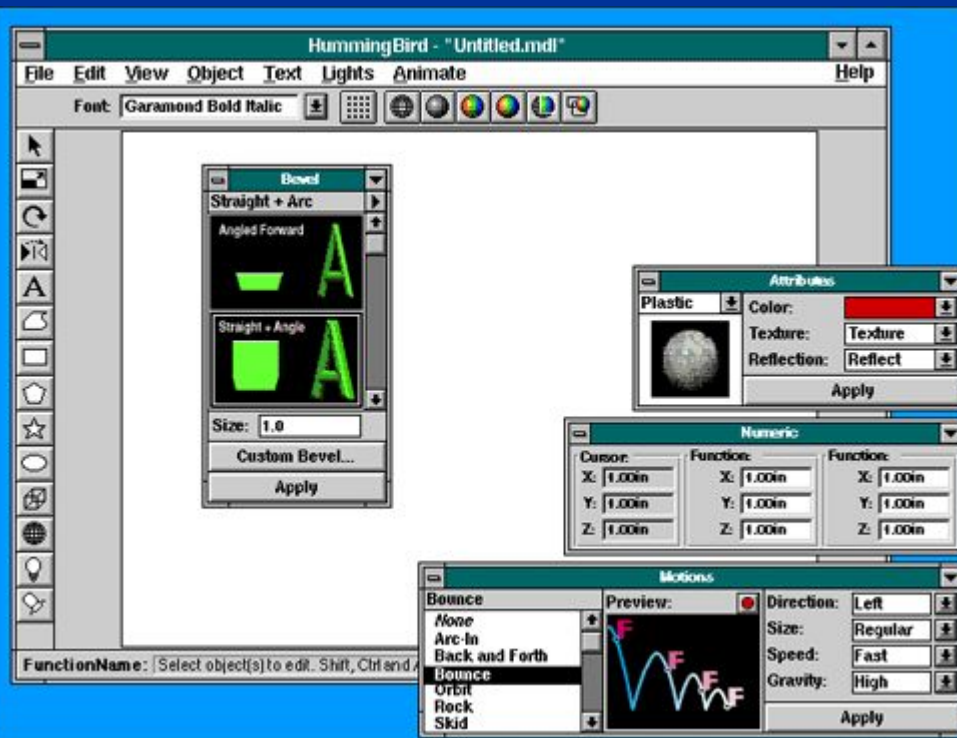 HummingBird - "Untitled.mdl"
File Edit View Object Text Lights Animate Help
Font: Garamond Bold Italic
A
Bevel
Straight + Arc
Angled Forward
A
Straight + Angle
A
Size: 1.0
Custom Bevel...
Apply
Attributes
Plastic
Color:
Texture: Texture
Reflection: Reflect
Apply
Numeric
Cursor: Function: Function:
X: 1.00in X: 1.00in X: 1.00in
Y: 1.00in Y: 1.00in Y: 1.00in
Z: 1.00in Z: 1.00in Z: 1.00in
Motions
Bounce
None
Arc-In
Back and Forth
Bounce
Orbit
Rock
Skid
Preview:
F
F
F
Direction: Left
Size: Regular
Speed: Fast
Gravity: High
Apply
FunctionName: Select object(s) to edit. Shift, Ctrl and